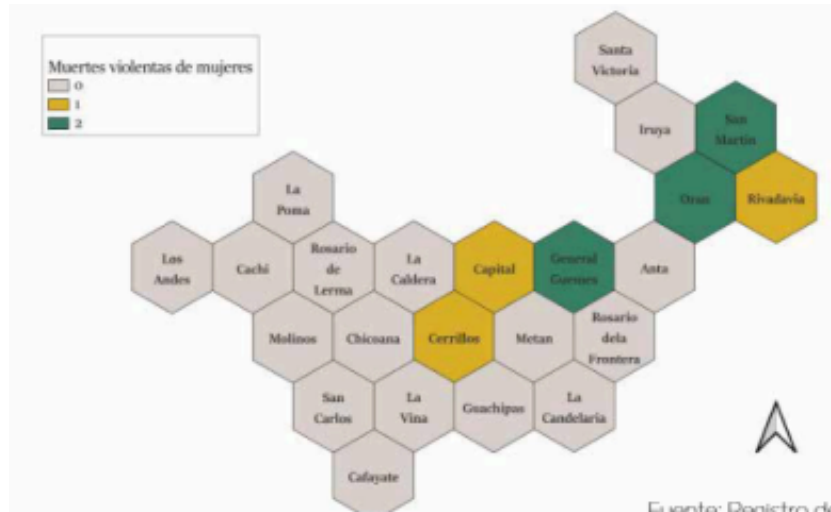 Muertes violentas de mujeres
0
1
2
Santa
Victoria
Iruya
San
Martin
Oran
Rivadavia
La
Poma
Los
Andes
Cachi
Rosario
de
Lerma
La
Caldera
Capital
General
Guemes
Anta
Molinos
Chicoana
Cerrillos
Metan
Rosario
dela
Frontera
San
Carlos
La
Vina
Guachipas
La
Candelaria
Cafayate
Fuente: Registro de